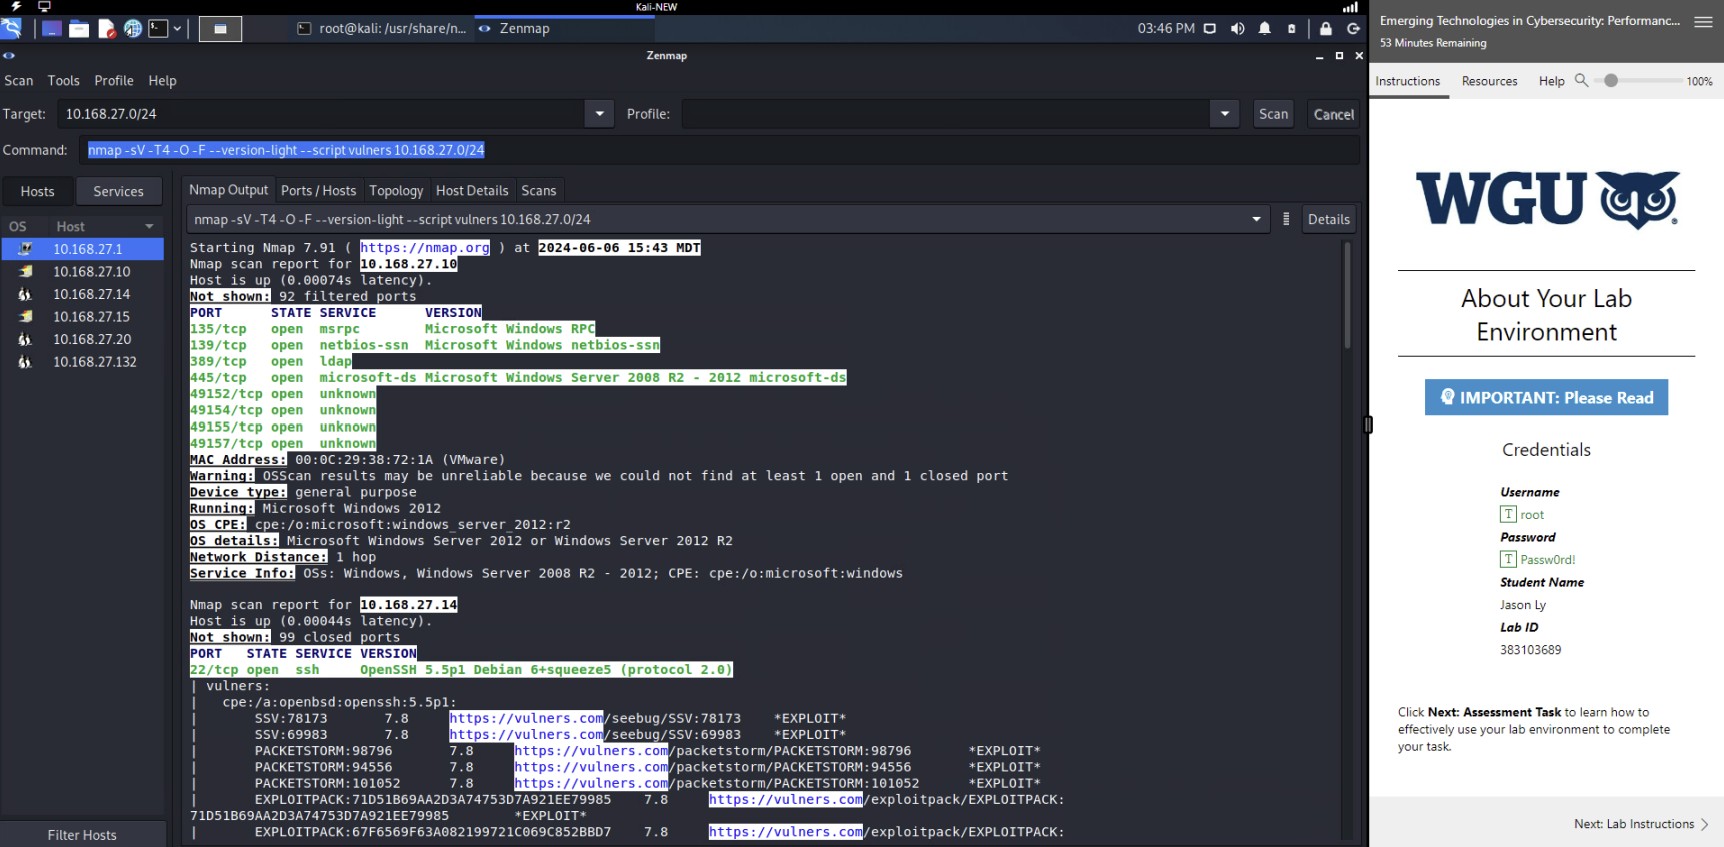 Kali-NEW
root@kali: /usr/share/n...
Zenmap
03:46 PM
Zenmap
Scan Tools Profile Help
Target: 10.168.27.0/24 Profile: Scan Cancel
Command: nmap -sV -T4 -O -F --version-light --script vulners 10.168.27.0/24
Hosts Services
OS Host
10.168.27.1
10.168.27.10
10.168.27.14
10.168.27.15
10.168.27.20
10.168.27.132
Filter Hosts
Nmap Output Ports / Hosts Topology Host Details Scans
nmap -sV -T4 -O -F --version-light --script vulners 10.168.27.0/24 Details
Starting Nmap 7.91 ( https://nmap.org ) at 2024-06-06 15:43 MDT
Nmap scan report for 10.168.27.10
Host is up (0.00074s latency).
Not shown: 92 filtered ports
PORT STATE SERVICE VERSION
135/tcp open msrpc Microsoft Windows RPC
139/tcp open netbios-ssn Microsoft Windows netbios-ssn
389/tcp open ldap
445/tcp open microsoft-ds Microsoft Windows Server 2008 R2 - 2012 microsoft-ds
49152/tcp open unknown
49154/tcp open unknown
49155/tcp open unknown
49157/tcp open unknown
MAC Address: 00:0C:29:38:72:1A (VMware)
Warning: OSScan results may be unreliable because we could not find at least 1 open and 1 closed port
Device type: general purpose
Running: Microsoft Windows 2012
OS CPE: cpe:/o:microsoft:windows_server_2012:r2
OS details: Microsoft Windows Server 2012 or Windows Server 2012 R2
Network Distance: 1 hop
Service Info: OSs: Windows, Windows Server 2008 R2 - 2012; CPE: cpe:/o:microsoft:windows
Nmap scan report for 10.168.27.14
Host is up (0.00044s latency).
Not shown: 99 closed ports
PORT STATE SERVICE VERSION
22/tcp open ssh OpenSSH 5.5p1 Debian 6+squeeze5 (protocol 2.0)
| vulners:
| cpe:/a:openbsd:openssh:5.5p1:
| SSV:78173 7.8 https://vulners.com/seebug/SSV:78173 *EXPLOIT*
| SSV:69983 7.8 https://vulners.com/seebug/SSV:69983 *EXPLOIT*
| PACKETSTORM:98796 7.8 https://vulners.com/packetstorm/PACKETSTORM:98796 *EXPLOIT*
| PACKETSTORM:94556 7.8 https://vulners.com/packetstorm/PACKETSTORM:94556 *EXPLOIT*
| PACKETSTORM:101052 7.8 https://vulners.com/packetstorm/PACKETSTORM:101052 *EXPLOIT*
| EXPLOITPACK:71D51B69AA2D3A74753D7A921EE79985 7.8 https://vulners.com/exploitpack/EXPLOITPACK:
71D51B69AA2D3A74753D7A921EE79985 *EXPLOIT*
| EXPLOITPACK:67F6569F63A082199721C069C852BBD7 7.8 https://vulners.com/exploitpack/EXPLOITPACK:
Emerging Technologies in Cybersecurity: Performanc...
53 Minutes Remaining
Instructions Resources Help 100%
WGU
About Your Lab
Environment
IMPORTANT: Please Read
Credentials
Username
T root
Password
T Passw0rd!
Student Name
Jason Ly
Lab ID
383103689
Click Next: Assessment Task to learn how to
effectively use your lab environment to complete
your task.
Next: Lab Instructions